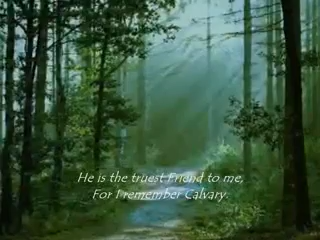 He is the truest Friend to me,
For I remember Calvary.